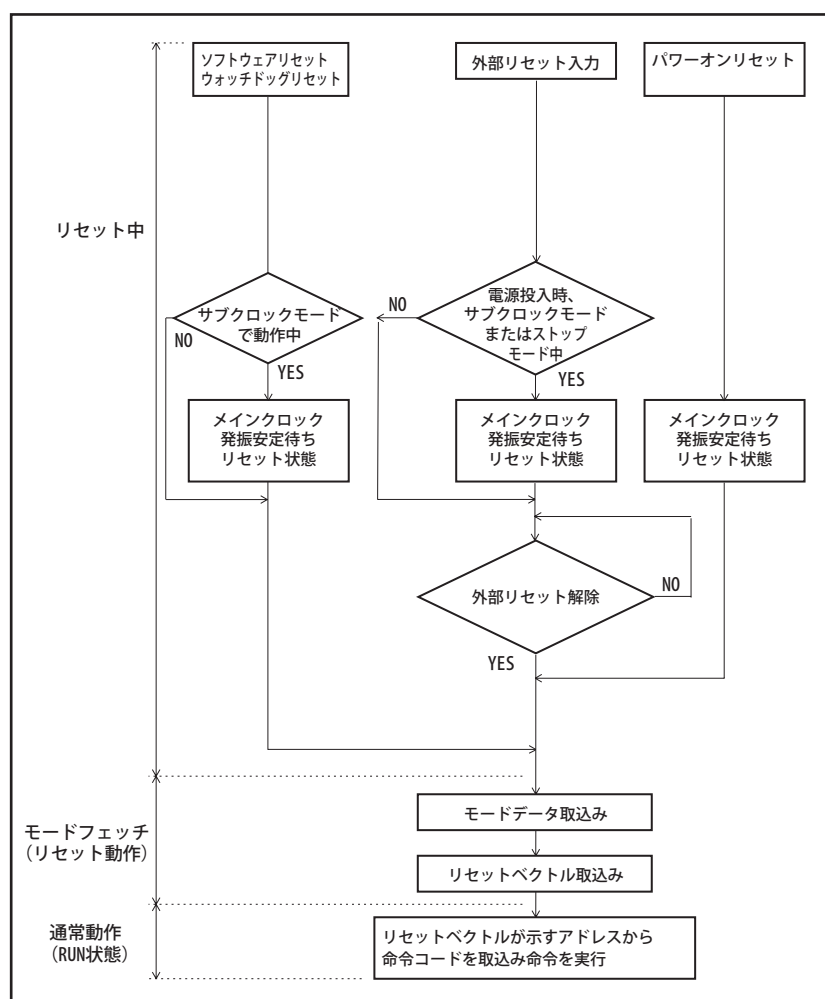 ソフトウェアリセット
ウォッチドッグリセット
外部リセット入力
パワーオンリセット
リセット中
サブクロックモード
で動作中
NO
YES
電源投入時、
サブクロックモード
またはストップ
モード中
NO
YES
メインクロック
発振安定待ち
リセット状態
メインクロック
発振安定待ち
リセット状態
メインクロック
発振安定待ち
リセット状態
外部リセット解除
NO
YES
モードフェッチ
(リセット動作)
モードデータ取込み
リセットベクトル取込み
通常動作
(RUN状態)
リセットベクトルが示すアドレスから
命令コードを取込み命令を実行